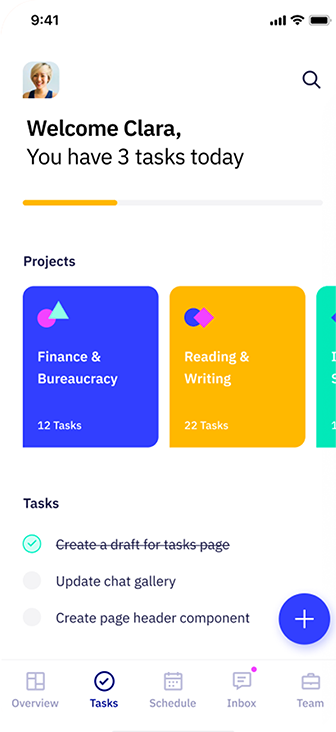 9:41
Welcome Clara,
You have 3 tasks today
Projects
Finance &
Bureaucracy
12 Tasks
Reading &
Writing
22 Tasks
Tasks
Create a draft for tasks page
Update chat gallery
Create page header component
Overview
Tasks
Schedule
Inbox
Team